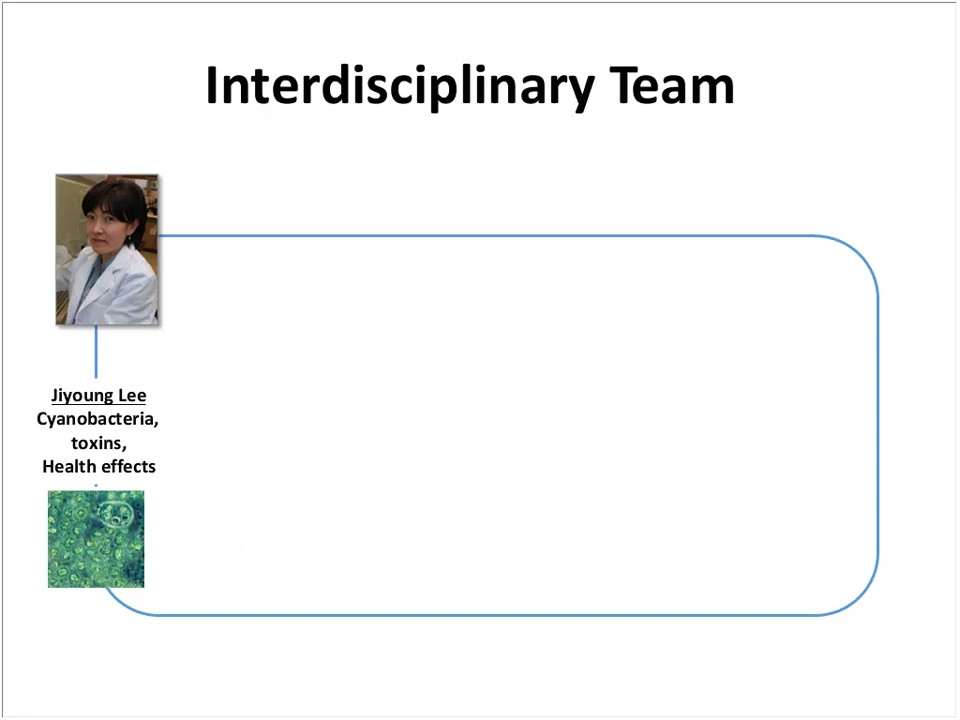 Interdisciplinary Team
Jiyoung Lee
Cyanobacteria,
toxins,
Health effects